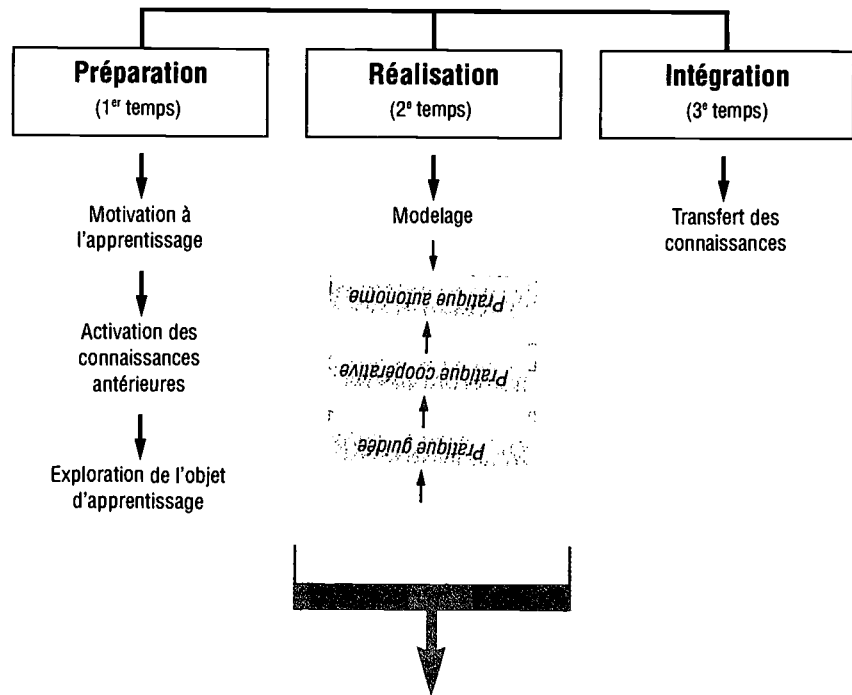 Préparation
(1er temps)
Réalisation
(2e temps)
Intégration
(3e temps)
Motivation à
l'apprentissage
Activation des
connaissances
antérieures
Exploration de l'objet
d'apprentissage
Modelage
Pratique autonome
Pratique coopérative
Pratique guidée
Transfert des
connaissances